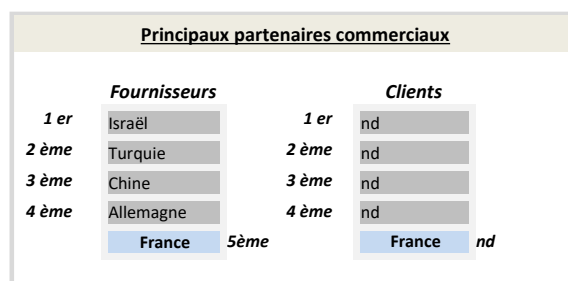 Principaux partenaires commerciaux
Fournisseurs Clients
1 er Israël 1 er nd
2 ème Turquie 2 ème nd
3 ème Chine 3 ème nd
4 ème Allemagne 4 ème nd
France 5ème France nd